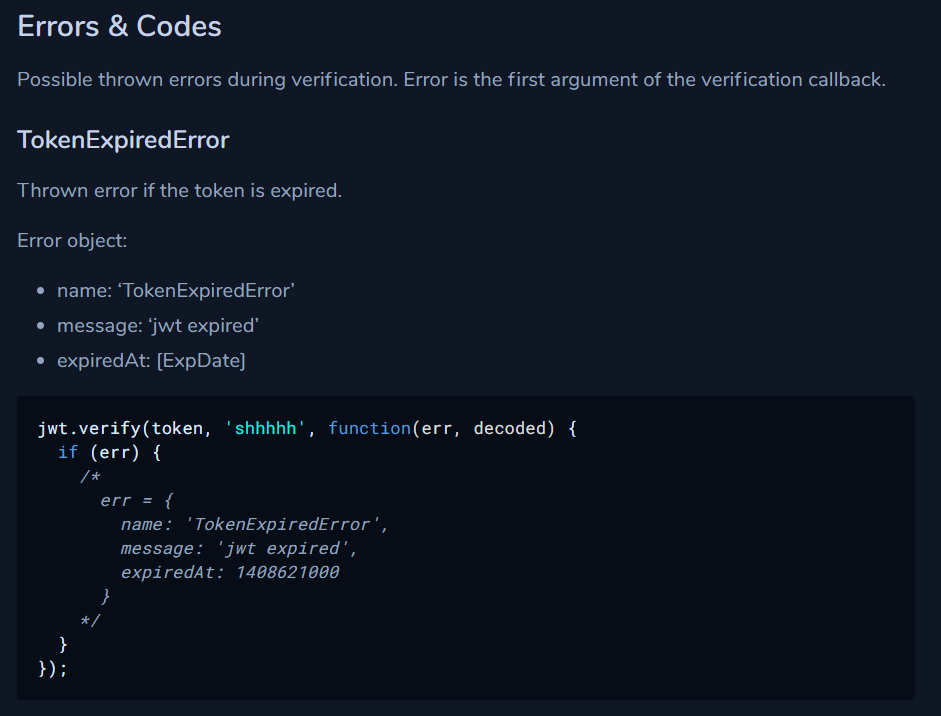 Errors & Codes
Possible thrown errors during verification. Error is the first argument of the verification callback.
TokenExpiredError
Thrown error if the token is expired.
Error object:
• name: ‘TokenExpiredError’
• message: ‘jwt expired’
• expiredAt: [ExpDate]
jwt.verify(token, 'shhhhh', function(err, decoded) {
  if (err) {
    /*
      err = {
        name: 'TokenExpiredError',
        message: 'jwt expired',
        expiredAt: 1408621000
      }
    */
  }
});